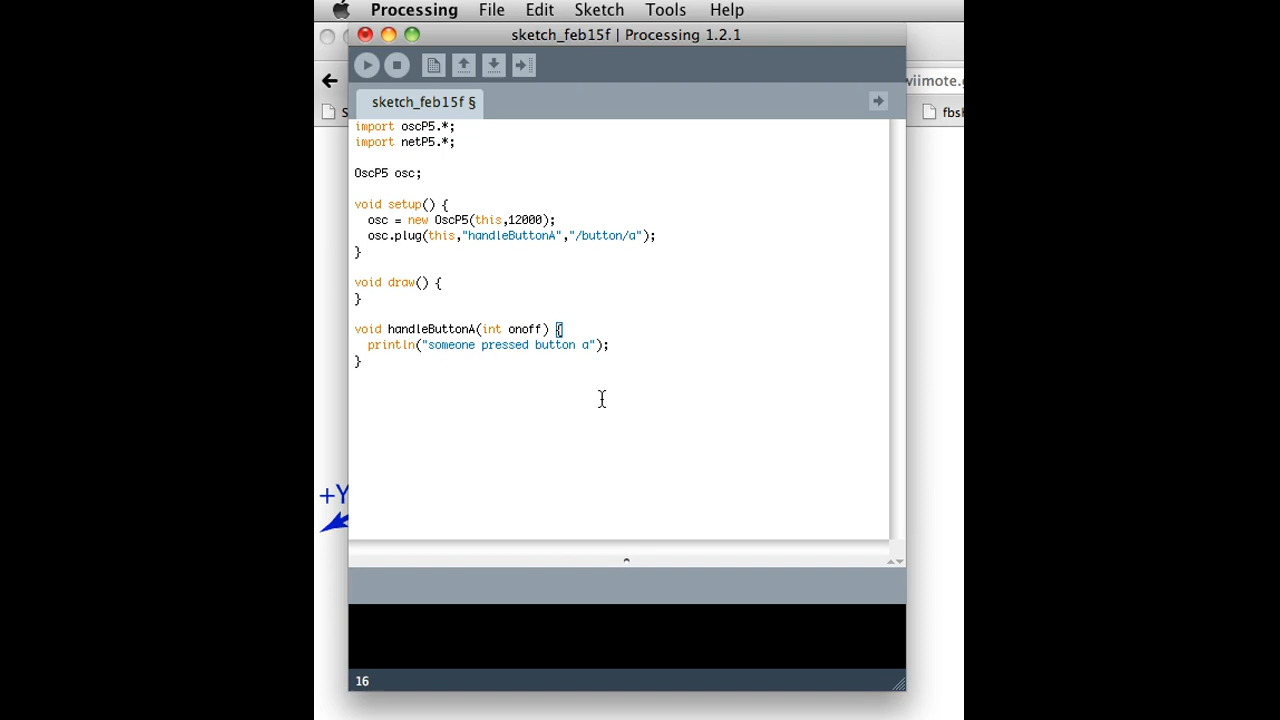 Processing File Edit Sketch Tools Help
sketch_feb15f | Processing 1.2.1
wiimote.g
sketch_feb15f §
S
fbsl
import oscP5.*;
import netP5.*;
OscP5 osc;
void setup() {
osc = new OscP5(this,12000);
osc.plug(this,"handleButtonA","/button/a");
}
void draw() {
}
void handleButtonA(int onoff) {
println("someone pressed button a");
}
+Y
16